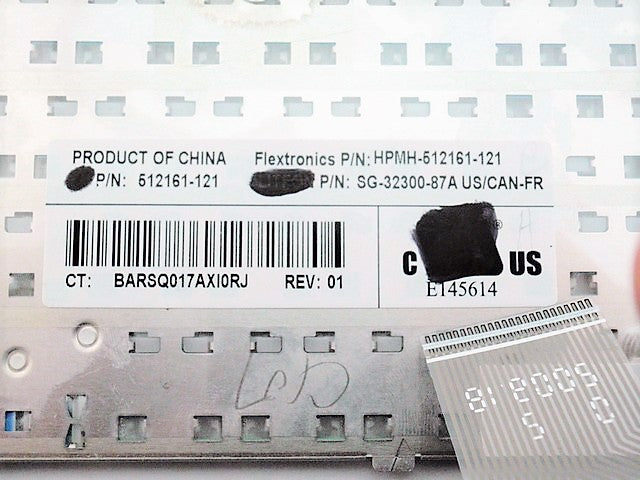 PRODUCT OF CHINA
Flextronics P/N: HPMH-512161-121
P/N: 512161-121
P/N: SG-32300-87A US/CAN-FR
CT: BARSQ017AXI0RJ
REV: 01
C
®
US
E145614